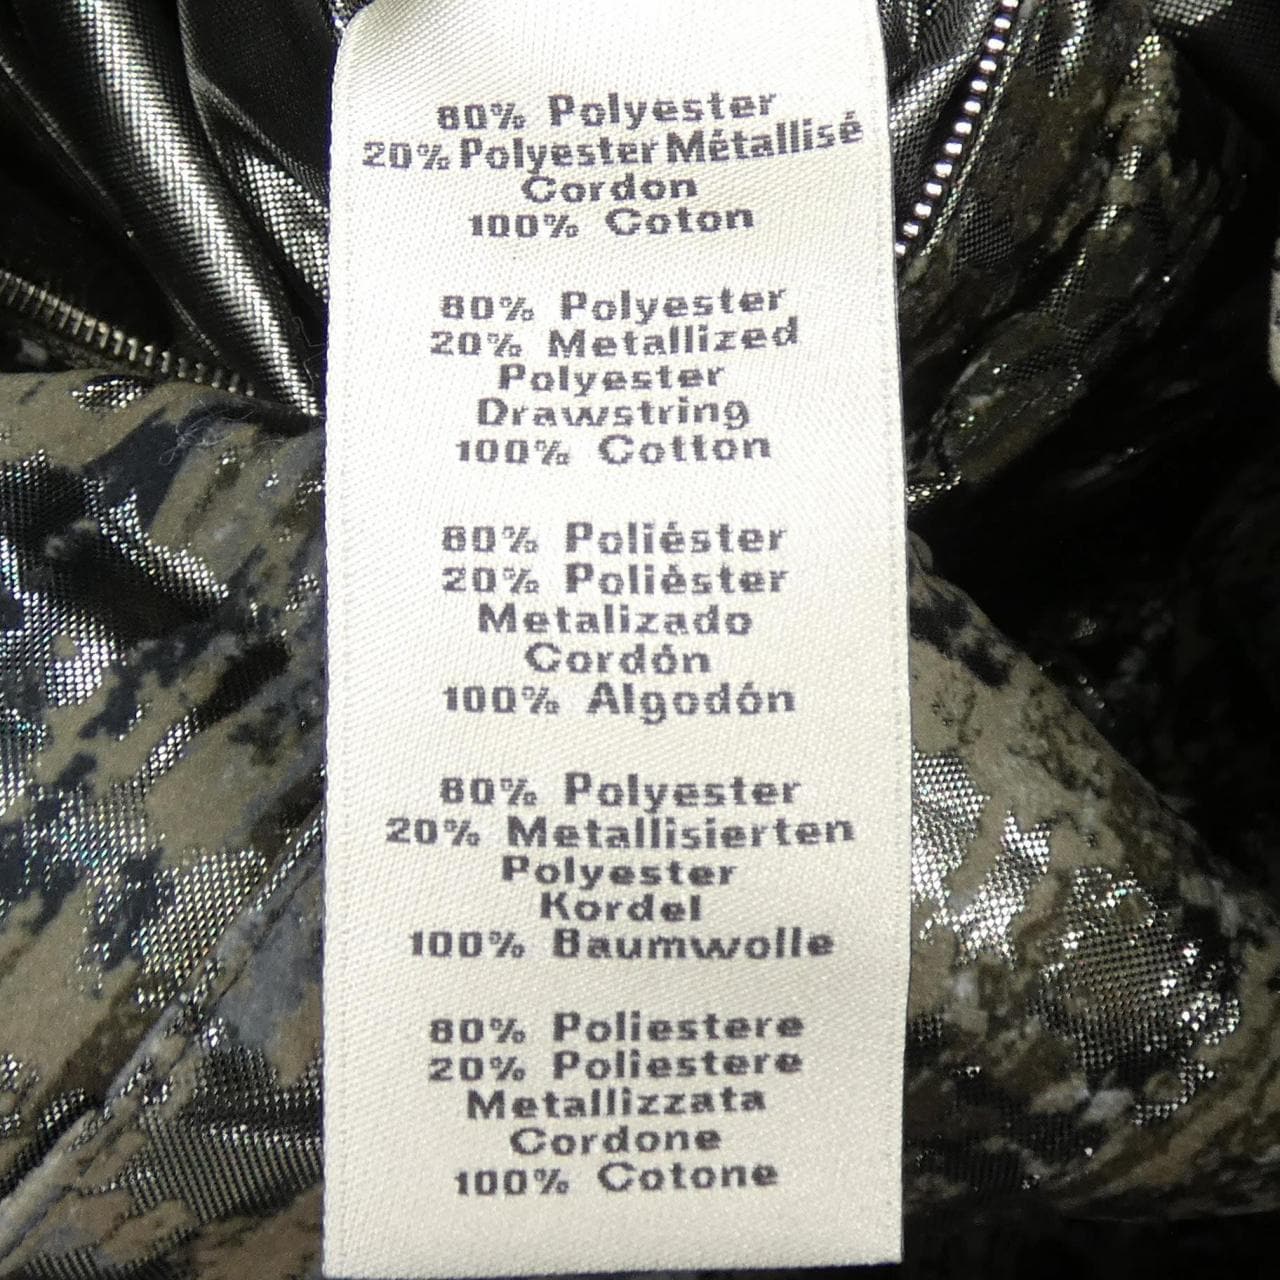 80% Polyester
20% Polyester Métallisé
Cordon
100% Coton
80% Polyester
20% Metallized
Polyester
Drawstring
100% Cotton
80% Poliéster
20% Poliéster
Metalizado
Cordón
100% Algodón
80% Polyester
20% Metallisierten
Polyester
Kordel
100% Baumwolle
80% Poliestere
20% Poliestere
Metallizzata
Cordone
100% Cotone